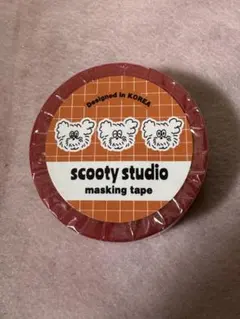 Designed in KOREA
scooty studio
masking tape